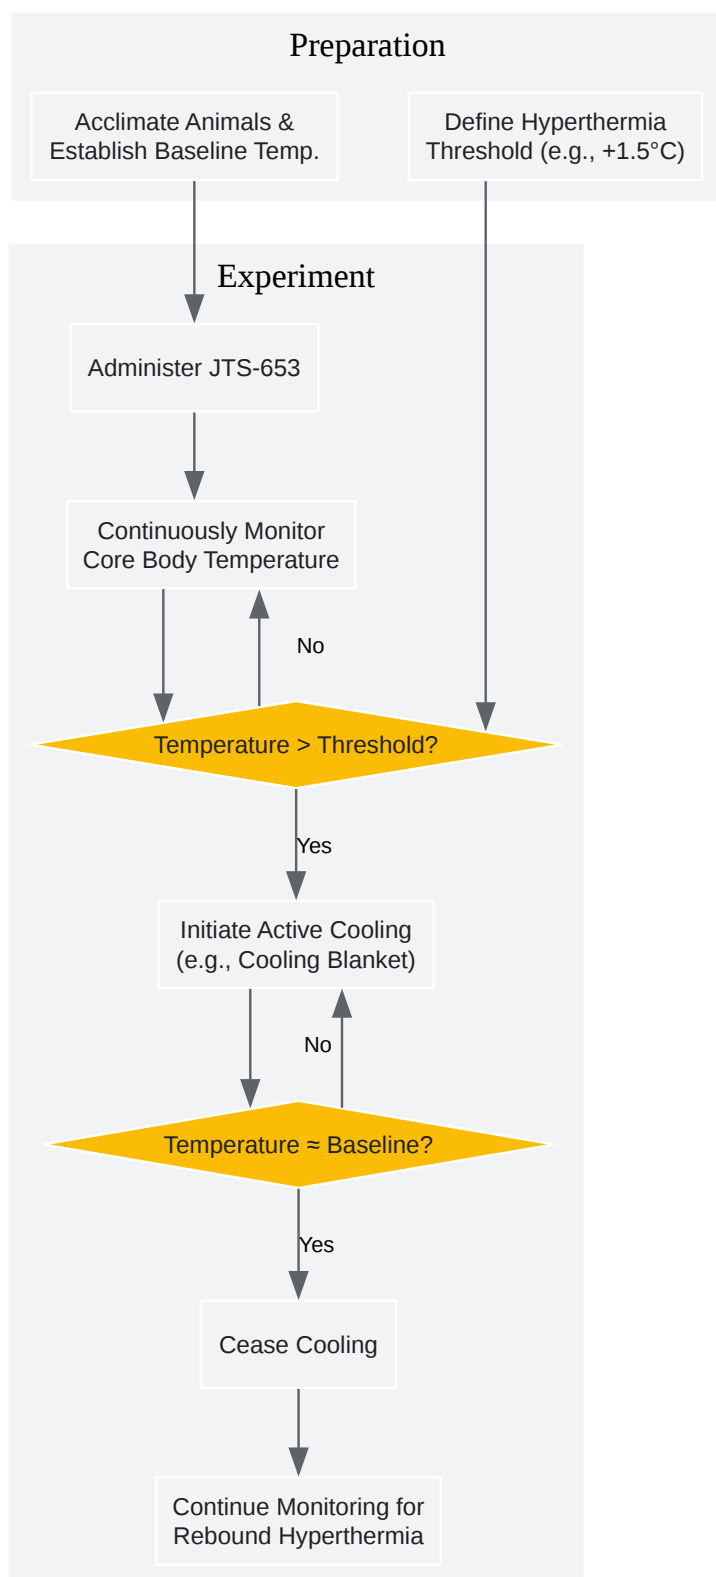 Preparation
Acclimate Animals &
Establish Baseline Temp.
Define Hyperthermia
Threshold (e.g., +1.5°C)
Experiment
Administer JTS-653
Continuously Monitor
Core Body Temperature
No
Temperature > Threshold?
Yes
Initiate Active Cooling
(e.g., Cooling Blanket)
No
Temperature ≈ Baseline?
Yes
Cease Cooling
Continue Monitoring for
Rebound Hyperthermia